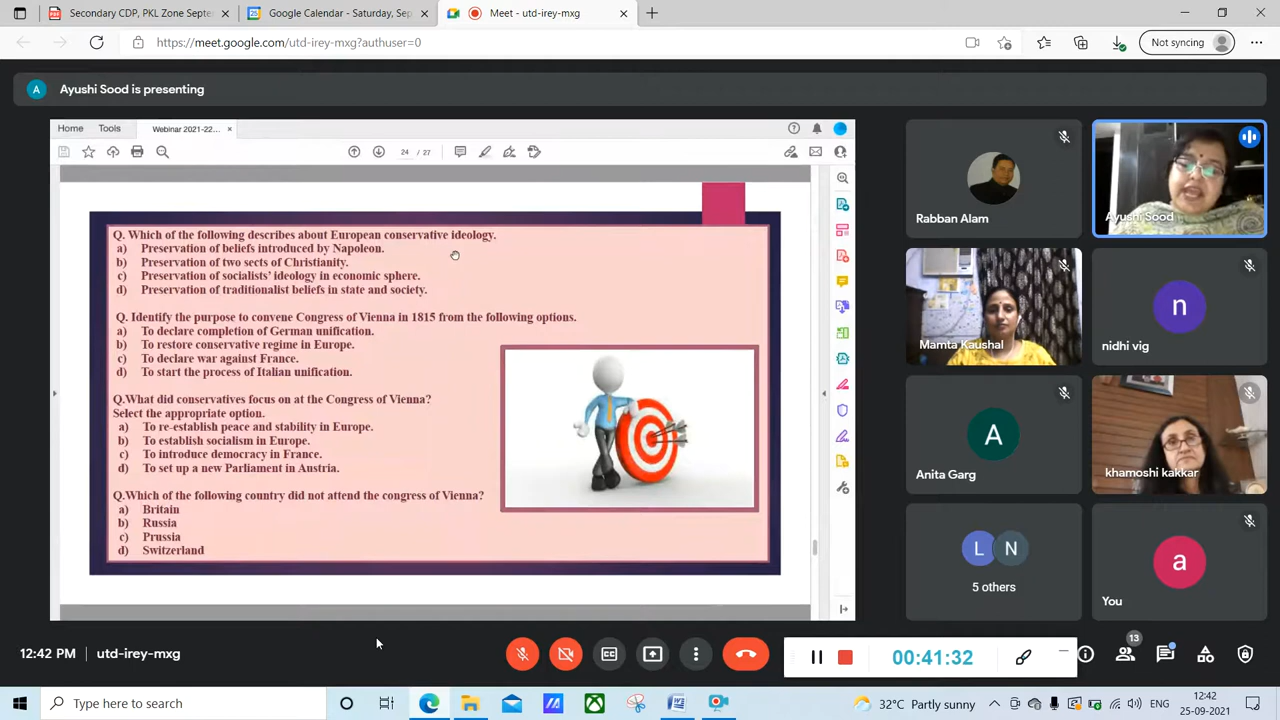 Secondary CDP, PKL Zone Septe
Google Calendar - Saturday, Sep
Meet - utd-irey-mxg
https://meet.google.com/utd-irey-mxg?authuser=0
Not syncing
A
Ayushi Sood is presenting
Home
Tools
Webinar 2021-22...
24 / 27
Q. Which of the following describes about European conservative ideology.
a) Preservation of beliefs introduced by Napoleon.
b) Preservation of two sects of Christianity.
c) Preservation of socialists' ideology in economic sphere.
d) Preservation of traditionalist beliefs in state and society.
Q. Identify the purpose to convene Congress of Vienna in 1815 from the following options.
a) To declare completion of German unification.
b) To restore conservative regime in Europe.
c) To declare war against France.
d) To start the process of Italian unification.
Q.What did conservatives focus on at the Congress of Vienna?
Select the appropriate option.
a) To re-establish peace and stability in Europe.
b) To establish socialism in Europe.
c) To introduce democracy in France.
d) To set up a new Parliament in Austria.
Q.Which of the following country did not attend the congress of Vienna?
a) Britain
b) Russia
c) Prussia
d) Switzerland
Rabban Alam
Ayushi Sood
Mamta Kaushal
n
nidhi vig
A
Anita Garg
khamoshi kakkar
L N
5 others
a
You
12:42 PM | utd-irey-mxg
00:41:32
13
Type here to search
32°C Partly sunny
ENG
12:42
25-09-2021